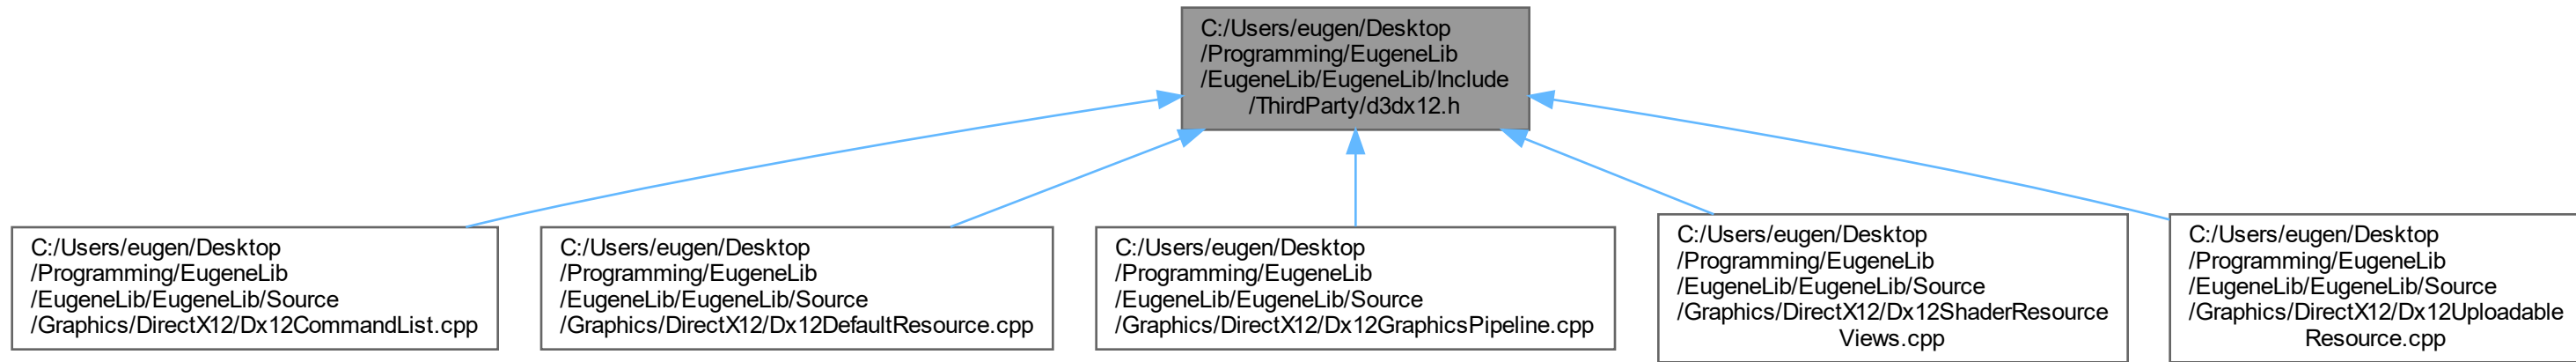 C:/Users/eugen/Desktop
/Programming/EugeneLib
/EugeneLib/EugeneLib/Include
/ThirdParty/d3dx12.h
C:/Users/eugen/Desktop
/Programming/EugeneLib
/EugeneLib/EugeneLib/Source
/Graphics/DirectX12/Dx12CommandList.cpp
C:/Users/eugen/Desktop
/Programming/EugeneLib
/EugeneLib/EugeneLib/Source
/Graphics/DirectX12/Dx12DefaultResource.cpp
C:/Users/eugen/Desktop
/Programming/EugeneLib
/EugeneLib/EugeneLib/Source
/Graphics/DirectX12/Dx12GraphicsPipeline.cpp
C:/Users/eugen/Desktop
/Programming/EugeneLib
/EugeneLib/EugeneLib/Source
/Graphics/DirectX12/Dx12ShaderResource
Views.cpp
C:/Users/eugen/Desktop
/Programming/EugeneLib
/EugeneLib/EugeneLib/Source
/Graphics/DirectX12/Dx12Uploadable
Resource.cpp